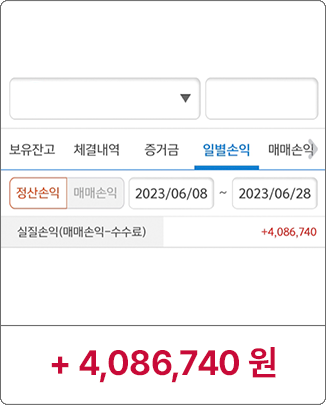 보유잔고 체결내역 증거금 일별손익 매매손익
정산손익 매매손익 2023/06/08 ~ 2023/06/28
실질손익(매매손익-수수료) +4,086,740
+ 4,086,740 원